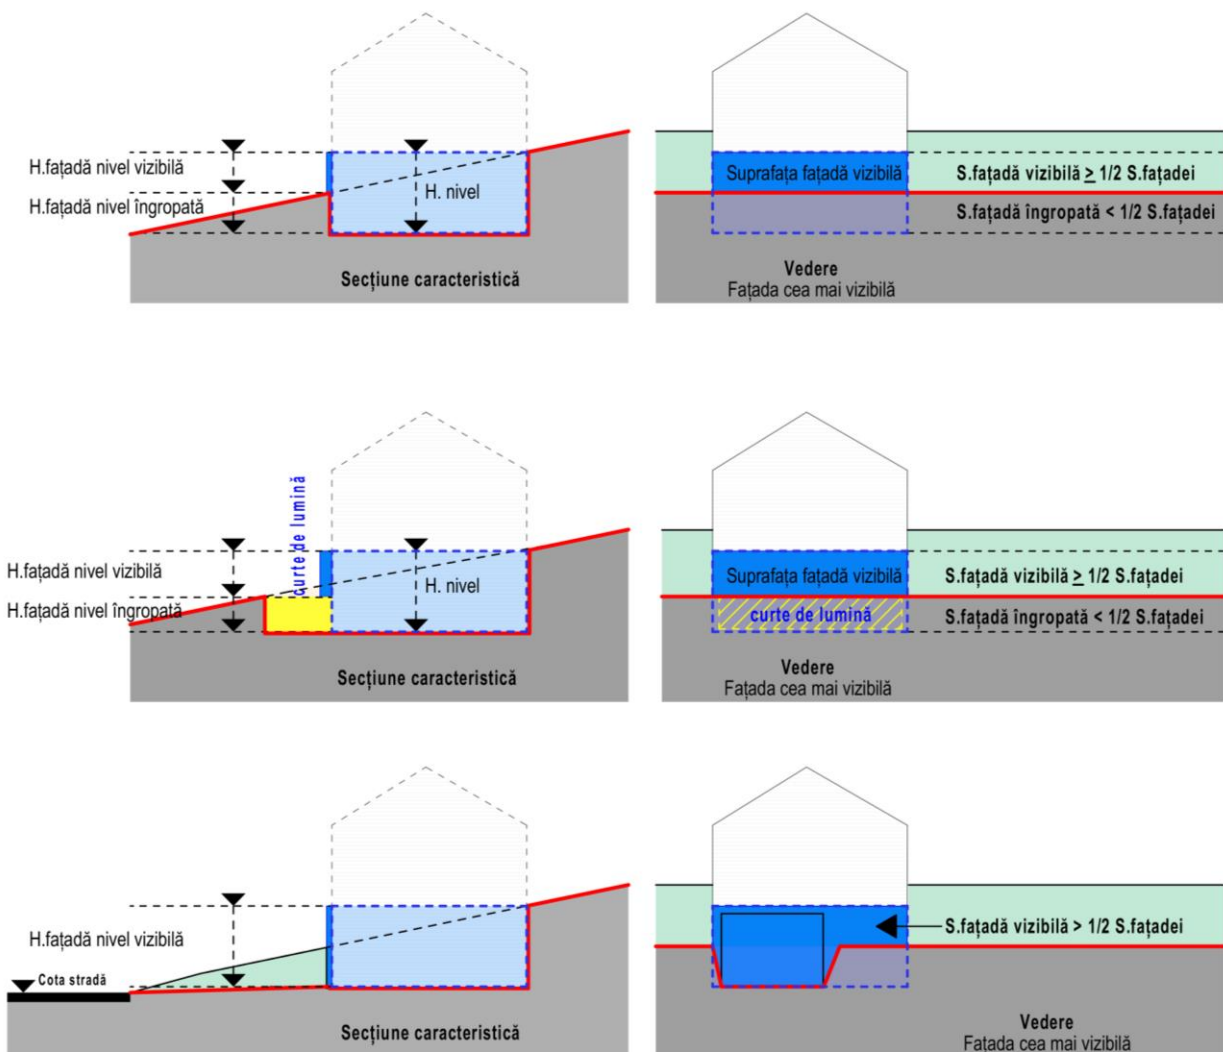 H.fațadă nivel vizibilă
H.fațadă nivel îngropată
H. nivel
Secțiune caracteristică
Suprafața fațadă vizibilă
S.fațadă vizibilă ≥ 1/2 S.fațadei
S.fațadă îngropată < 1/2 S.fațadei
Vedere
Fațada cea mai vizibilă
curte de lumină
H.fațadă nivel vizibilă
H.fațadă nivel îngropată
H. nivel
Secțiune caracteristică
Suprafața fațadă vizibilă
curte de lumină
S.fațadă vizibilă ≥ 1/2 S.fațadei
S.fațadă îngropată < 1/2 S.fațadei
Vedere
Fațada cea mai vizibilă
H.fațadă nivel vizibilă
Cota stradă
Secțiune caracteristică
S.fațadă vizibilă > 1/2 S.fațadei
Vedere
Fațada cea mai vizibilă